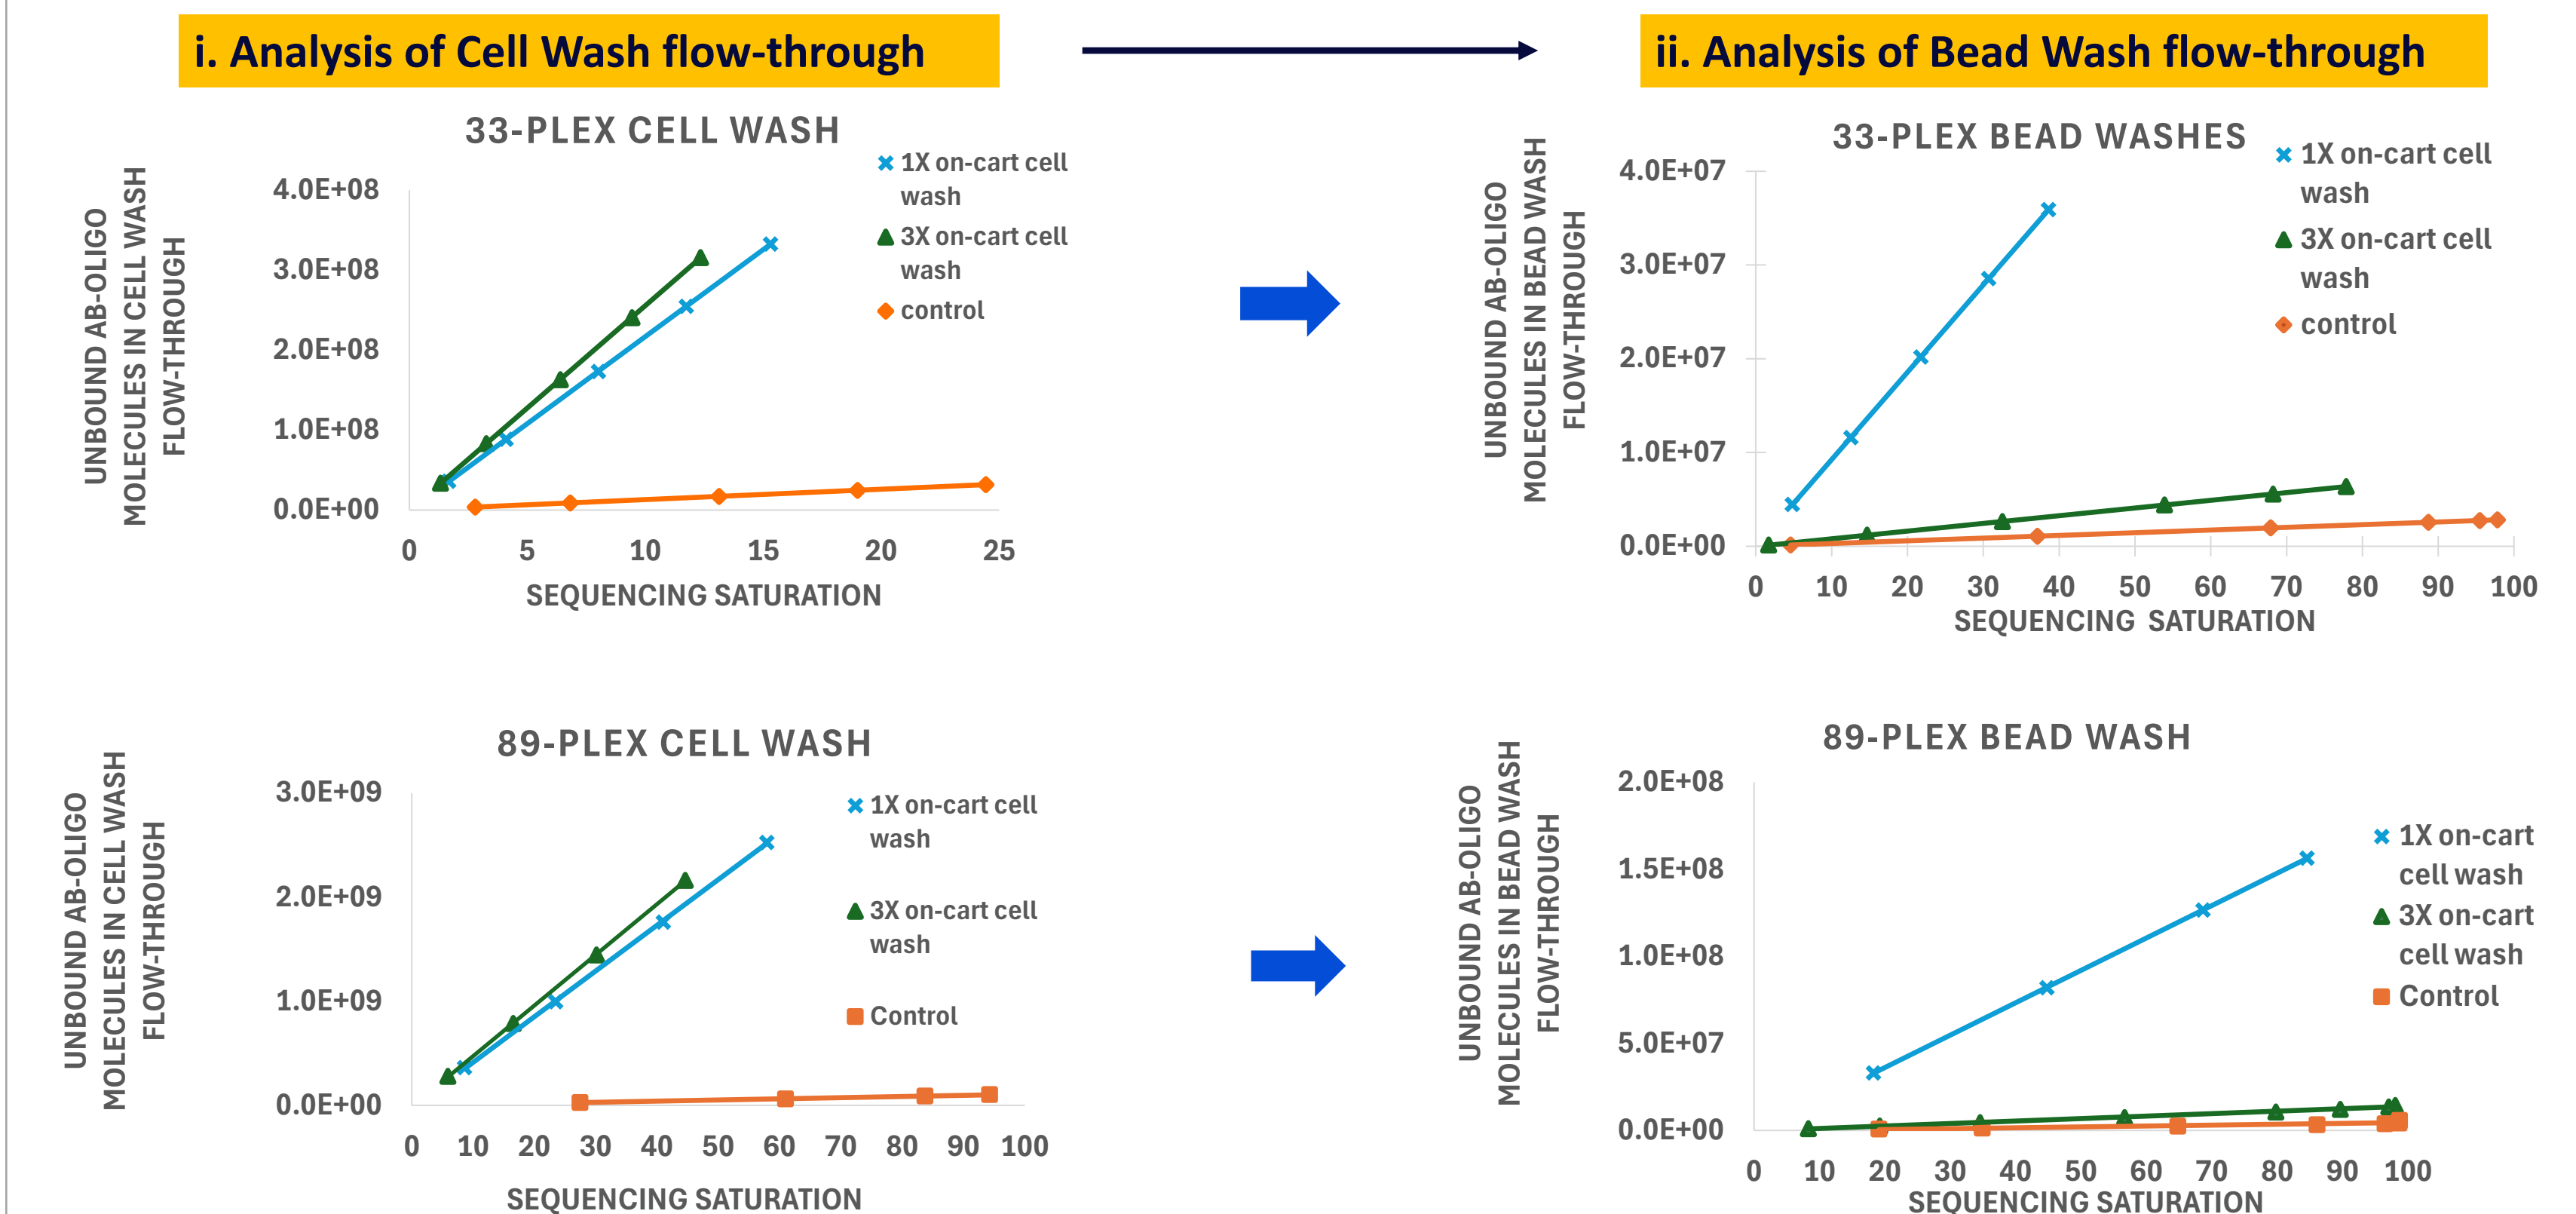 i. Analysis of Cell Wash flow-through
ii. Analysis of Bead Wash flow-through
33-PLEX CELL WASH
UNBOUND AB-OLIGO
MOLECULES IN CELL WASH
FLOW-THROUGH
4.0E+08
3.0E+08
2.0E+08
1.0E+08
0.0E+00
0 5 10 15 20 25
SEQUENCING SATURATION
1X on-cart cell
wash
3X on-cart cell
wash
control
33-PLEX BEAD WASHES
UNBOUND AB-OLIGO
MOLECULES IN BEAD WASH
FLOW-THROUGH
4.0E+07
3.0E+07
2.0E+07
1.0E+07
0.0E+00
0 10 20 30 40 50 60 70 80 90 100
SEQUENCING SATURATION
1X on-cart cell
wash
3X on-cart cell
wash
control
89-PLEX CELL WASH
UNBOUND AB-OLIGO
MOLECULES IN CELL WASH
FLOW-THROUGH
3.0E+09
2.0E+09
1.0E+09
0.0E+00
0 10 20 30 40 50 60 70 80 90 100
SEQUENCING SATURATION
1X on-cart cell
wash
3X on-cart cell
wash
Control
89-PLEX BEAD WASH
UNBOUND AB-OLIGO
MOLECULES IN BEAD WASH
FLOW-THROUGH
2.0E+08
1.5E+08
1.0E+08
5.0E+07
0.0E+00
0 10 20 30 40 50 60 70 80 90 100
SEQUENCING SATURATION
1X on-cart
cell wash
3X on-cart
cell wash
Control